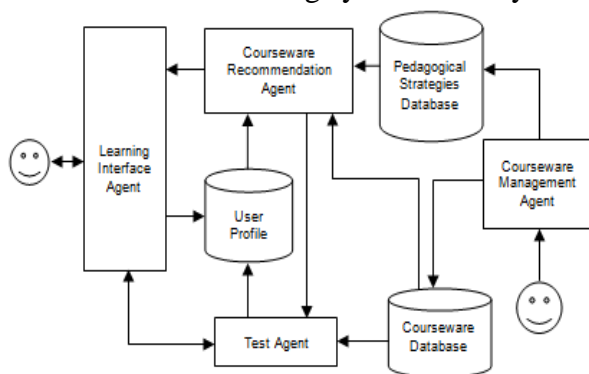 Courseware
Recommendation
Agent
Pedagogical
Strategies
Database
Learning
Interface
Agent
Courseware
Management
Agent
User
Profile
Test Agent
Courseware
Database